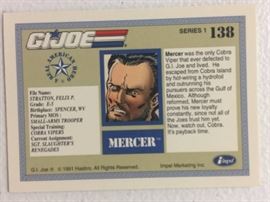 G.I. JOE
A REAL AMERICAN HERO
SERIES 1 138
File Name:
STRATTON, FELIX P.
Grade: E-5
Birthplace: SPENCER, WV
Primary MOS:
SMALL-ARMS TROOPER
Special Training:
COBRA VIPERS
Current Assignment:
SGT. SLAUGHTER'S
RENEGADES
MERCER
Mercer was the only Cobra
Viper that ever defected to
G.I. Joe and lived. He
escaped from Cobra Island
by hot-wiring a hydrofoil
and outrunning his
pursuers across the Gulf
of Mexico. Although
reformed, Mercer must
prove his new loyalty
constantly, since not all of
the Joes trust him yet.
Now, watch out, Cobra.
It's payback time.
G.I. Joe ® © 1991 Hasbro. All Rights Reserved.
Impel Marketing Inc.
impel